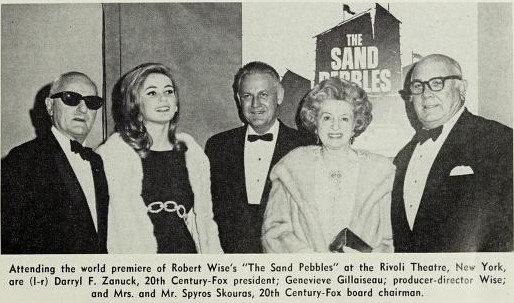 THE
SAND
PEBBLES
Attending the world premiere of Robert Wise's "The Sand Pebbles" at the Rivoli Theatre, New York,
are (l-r) Darryl F. Zanuck, 20th Century-Fox president; Genevieve Gillaiseau; producer-director Wise;
and Mrs. and Mr. Spyros Skouras, 20th Century-Fox board chairman.